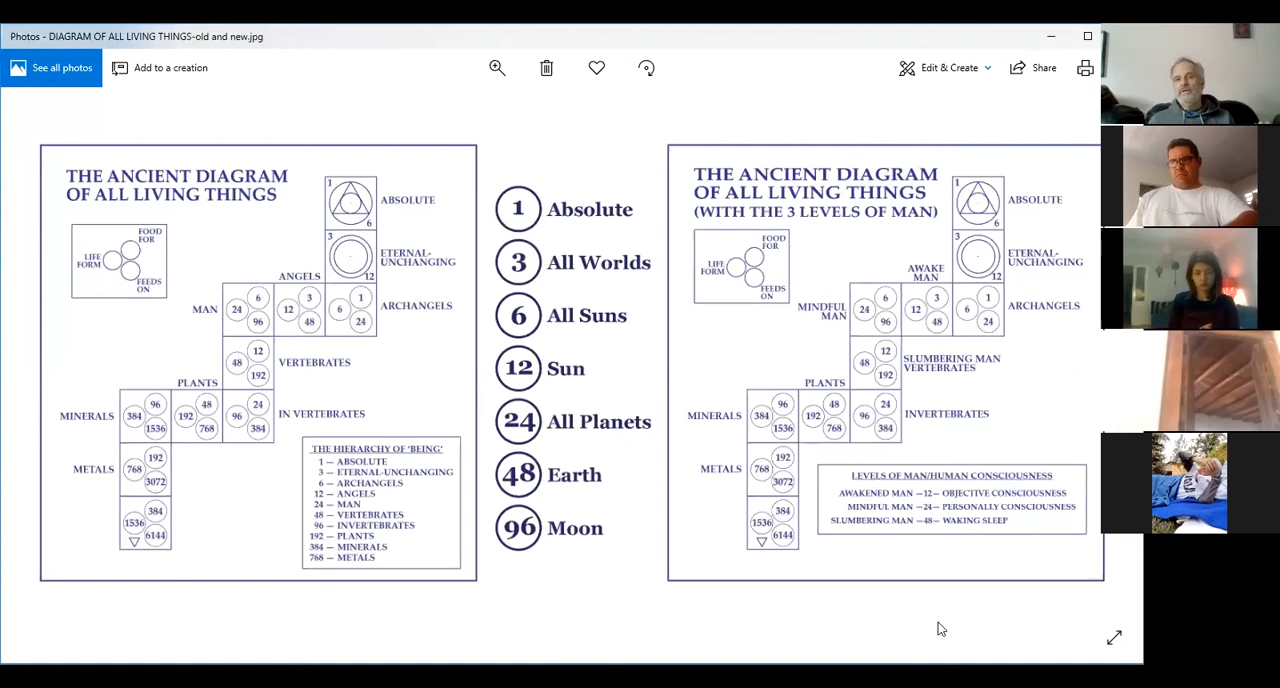 Photos - DIAGRAM OF ALL LIVING THINGS-old and new.jpg
See all photos
Add to a creation
Edit & Create
Share
THE ANCIENT DIAGRAM
OF ALL LIVING THINGS
1
6
ABSOLUTE
LIFE
FORM
FOOD
FOR
FEEDS
ON
3
12
ETERNAL-
UNCHANGING
ANGELS
MAN
24
6
96
12
3
48
6
1
24
ARCHANGELS
48
12
192
VERTEBRATES
PLANTS
MINERALS
384
96
1536
192
48
768
96
24
384
IN VERTEBRATES
METALS
768
192
3072
1536
384
6144
THE HIERARCHY OF 'BEING'
1 — ABSOLUTE
3 — ETERNAL-UNCHANGING
6 — ARCHANGELS
12 — ANGELS
24 — MAN
48 — VERTEBRATES
96 — INVERTEBRATES
192 — PLANTS
384 — MINERALS
768 — METALS
1 Absolute
3 All Worlds
6 All Suns
12 Sun
24 All Planets
48 Earth
96 Moon
THE ANCIENT DIAGRAM
OF ALL LIVING THINGS
(WITH THE 3 LEVELS OF MAN)
1
6
ABSOLUTE
LIFE
FORM
FOOD
FOR
FEEDS
ON
3
12
ETERNAL-
UNCHANGING
AWAKE
MAN
MINDFUL
MAN
24
6
96
12
3
48
6
1
24
ARCHANGELS
48
12
192
SLUMBERING MAN
VERTEBRATES
PLANTS
MINERALS
384
96
1536
192
48
768
96
24
384
INVERTEBRATES
METALS
768
192
3072
1536
384
6144
LEVELS OF MAN/HUMAN CONSCIOUSNESS
AWAKENED MAN —12— OBJECTIVE CONSCIOUSNESS
MINDFUL MAN —24— PERSONALLY CONSCIOUSNESS
SLUMBERING MAN —48— WAKING SLEEP